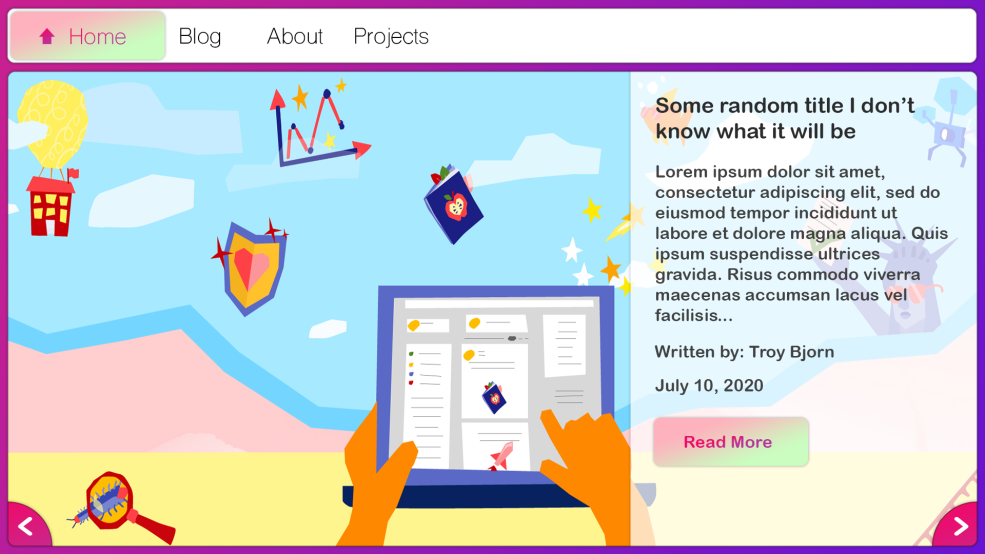 Home
Blog
About
Projects
Some random title I don’t
know what it will be
Lorem ipsum dolor sit amet,
consectetur adipiscing elit, sed do
eiusmod tempor incididunt ut
labore et dolore magna aliqua. Quis
ipsum suspendisse ultrices
gravida. Risus commodo viverra
maecenas accumsan lacus vel
facilisis...
Written by: Troy Bjorn
July 10, 2020
Read More